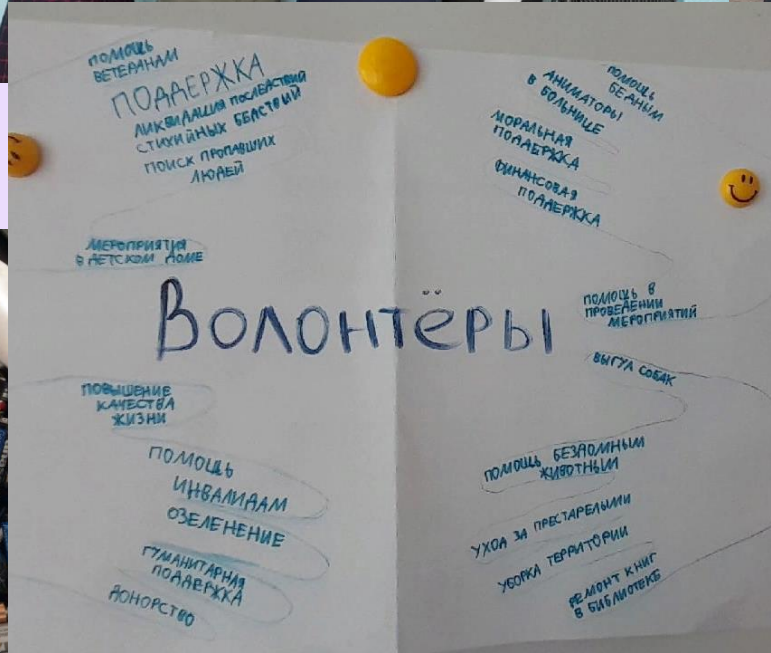 ПОМОЩЬ
ВЕТЕРАНАМ
ПОДДЕРЖКА
ЛИКВИДАЦИЯ ПОСЛЕДСТВИЙ
СТИХИЙНЫХ БЕДСТВИЙ
ПОИСК ПРОПАВШИХ
ЛЮДЕЙ
МЕРОПРИЯТИЯ
В ДЕТСКОМ ДОМЕ
ПОМОЩЬ
БЕДНЫМ
АНИМАТОРЫ
В БОЛЬНИЦЕ
МОРАЛЬНАЯ
ПОДДЕРЖКА
ФИНАНСОВАЯ
ПОДДЕРЖКА
ПОМОЩЬ В
ПРОВЕДЕНИИ
МЕРОПРИЯТИЙ
Волонтёры
ПОВЫШЕНИЕ
КАЧЕСТВА
ЖИЗНИ
ПОМОЩЬ
ИНВАЛИДАМ
ОЗЕЛЕНЕНИЕ
ГУМАНИТАРНАЯ
ПОДДЕРЖКА
ДОНОРСТВО
ВЫГУЛ СОБАК
ПОМОЩЬ БЕЗДОМНЫМ
ЖИВОТНЫМ
УХОД ЗА ПРЕСТАРЕЛЫМИ
УБОРКА ТЕРРИТОРИИ
РЕМОНТ КНИГ
В БИБЛИОТЕКЕ